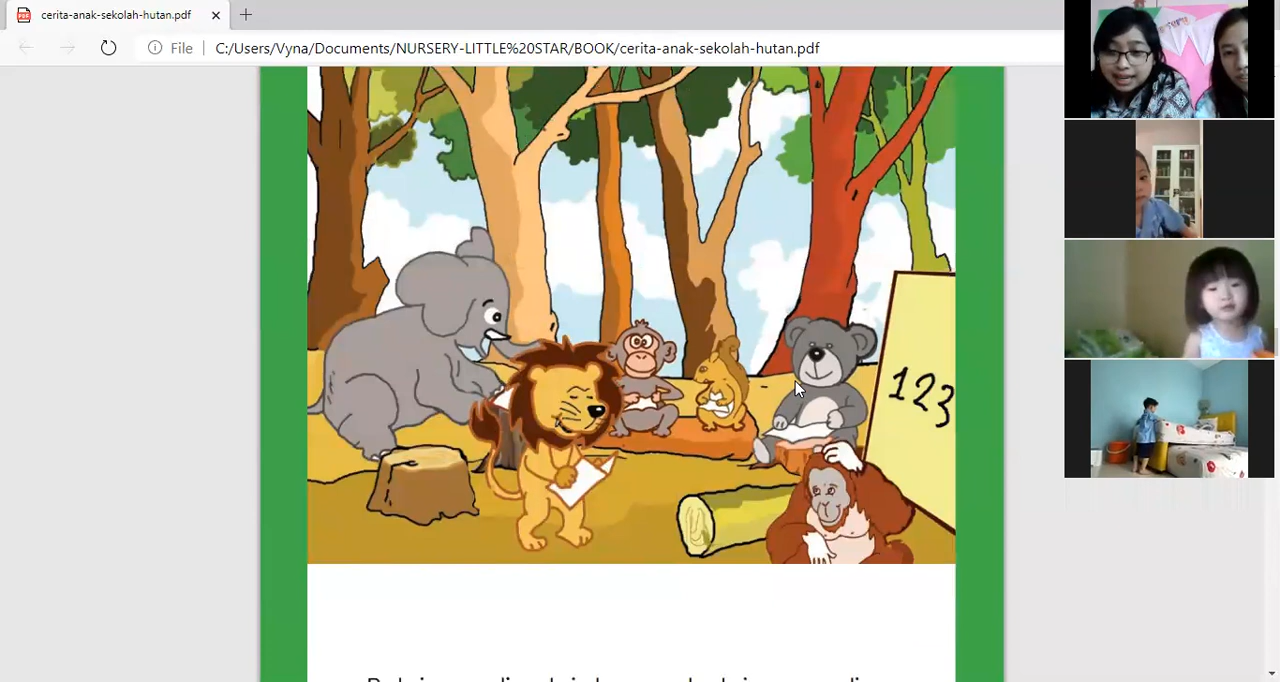 cerita-anak-sekolah-hutan.pdf
File
C:/Users/Vyna/Documents/NURSERY-LITTLE%20STAR/BOOK/cerita-anak-sekolah-hutan.pdf
123